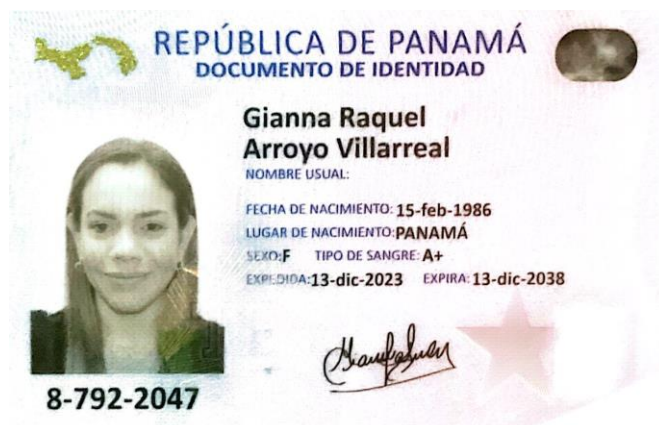 REPÚBLICA DE PANAMÁ
DOCUMENTO DE IDENTIDAD
Gianna Raquel
Arroyo Villarreal
NOMBRE USUAL:
FECHA DE NACIMIENTO: 15-feb-1986
LUGAR DE NACIMIENTO: PANAMÁ
SEXO: F TIPO DE SANGRE: A+
EXPEDIDA: 13-dic-2023 EXPIRA: 13-dic-2038
8-792-2047